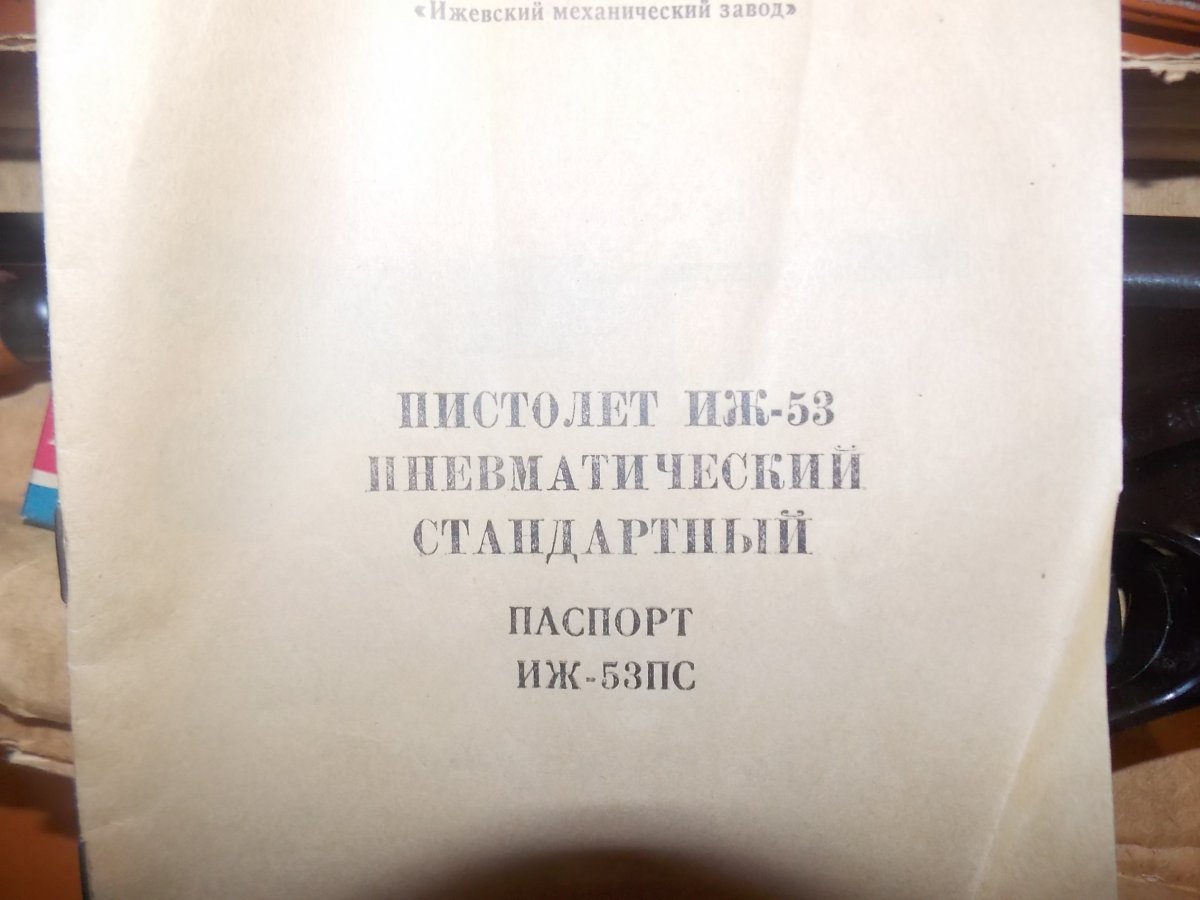 «Ижевский механический завод»
ПИСТОЛЕТ ИЖ-53
ПНЕВМАТИЧЕСКИЙ
СТАНДАРТНЫЙ
ПАСПОРТ
ИЖ-53ПС